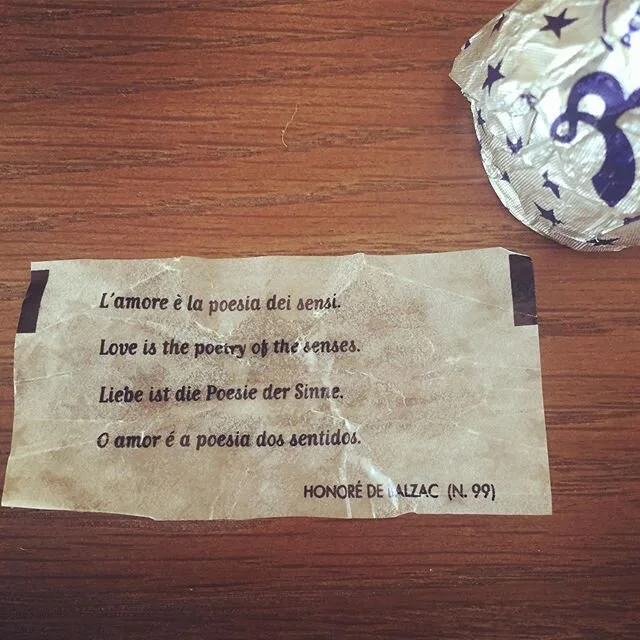 L'amore è la poesia dei sensi.
Love is the poetry of the senses.
Liebe ist die Poesie der Sinne.
O amor é a poesia dos sentidos.
HONORÉ DE BALZAC (N. 99)